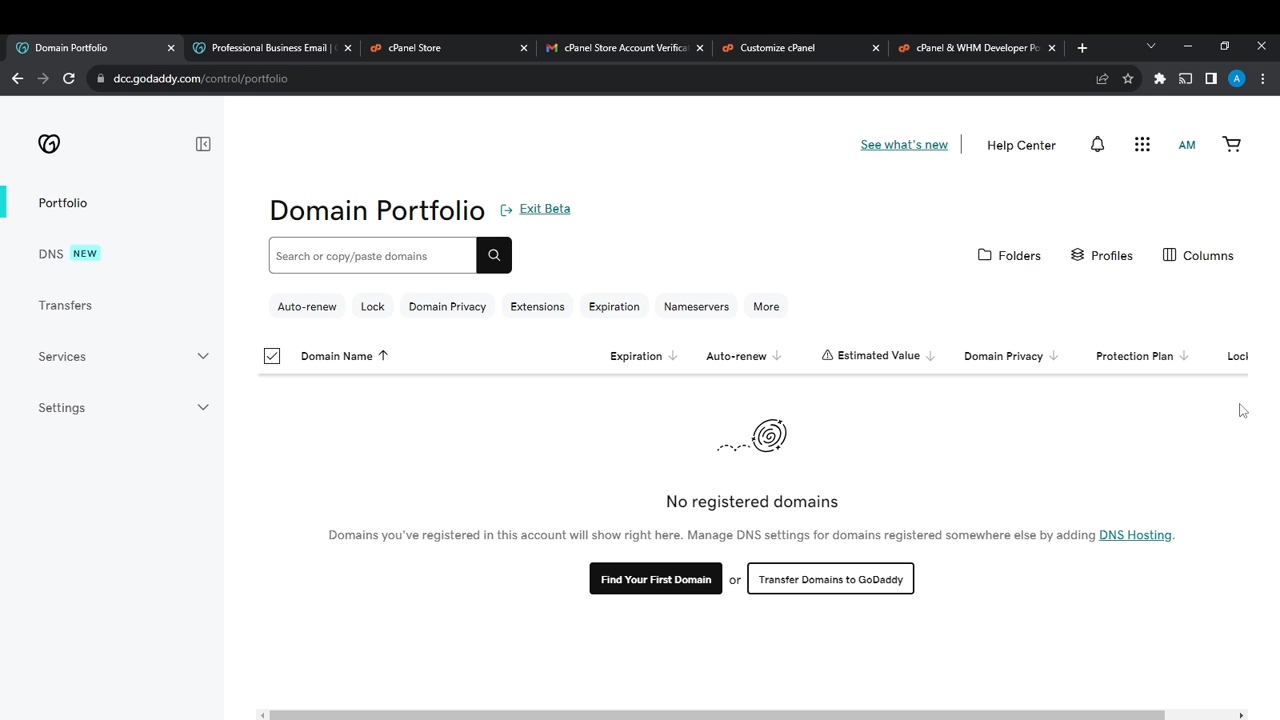 Domain Portfolio
Professional Business Email |
cPanel Store
cPanel Store Account Verificat
Customize cPanel
cPanel & WHM Developer Po
dcc.godaddy.com/control/portfolio
A
See what's new
Help Center
AM
Portfolio
DNS NEW
Transfers
Services
Settings
Domain Portfolio
Exit Beta
Search or copy/paste domains
Folders
Profiles
Columns
Auto-renew
Lock
Domain Privacy
Extensions
Expiration
Nameservers
More
Domain Name
Expiration
Auto-renew
Estimated Value
Domain Privacy
Protection Plan
Lock
No registered domains
Domains you've registered in this account will show right here. Manage DNS settings for domains registered somewhere else by adding DNS Hosting.
Find Your First Domain
or
Transfer Domains to GoDaddy